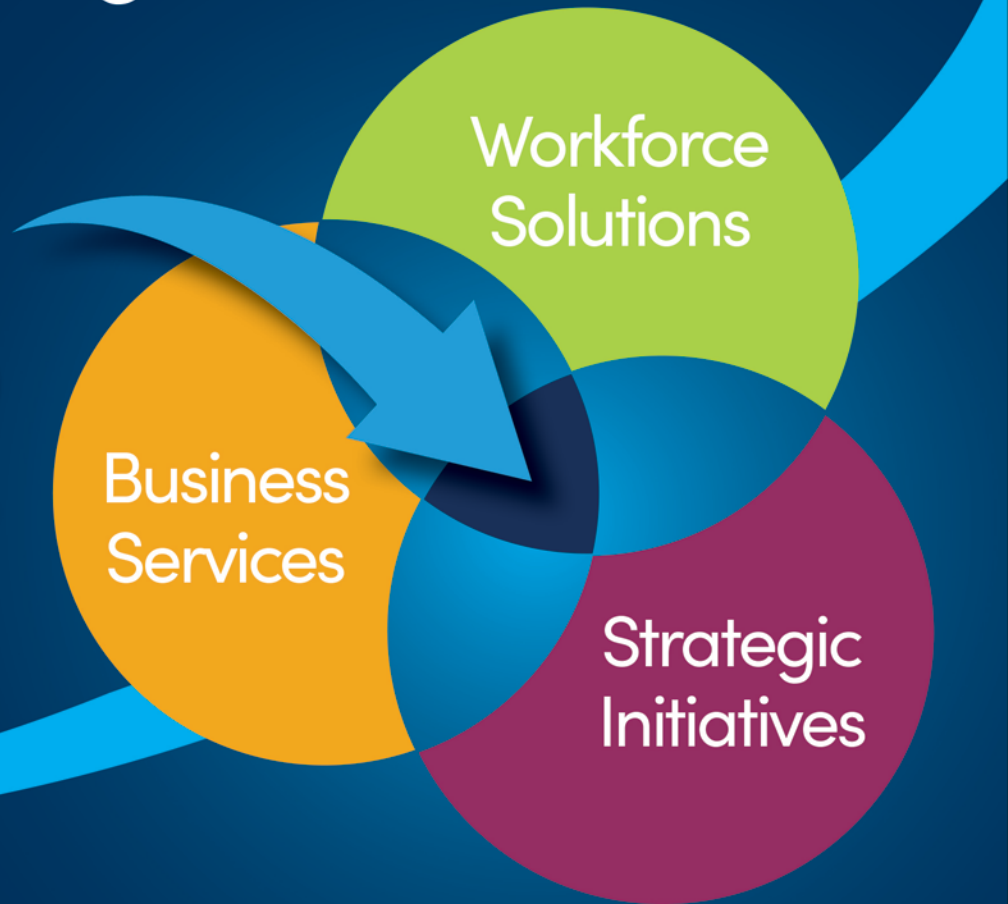 Workforce
Solutions
Business
Services
Strategic
Initiatives